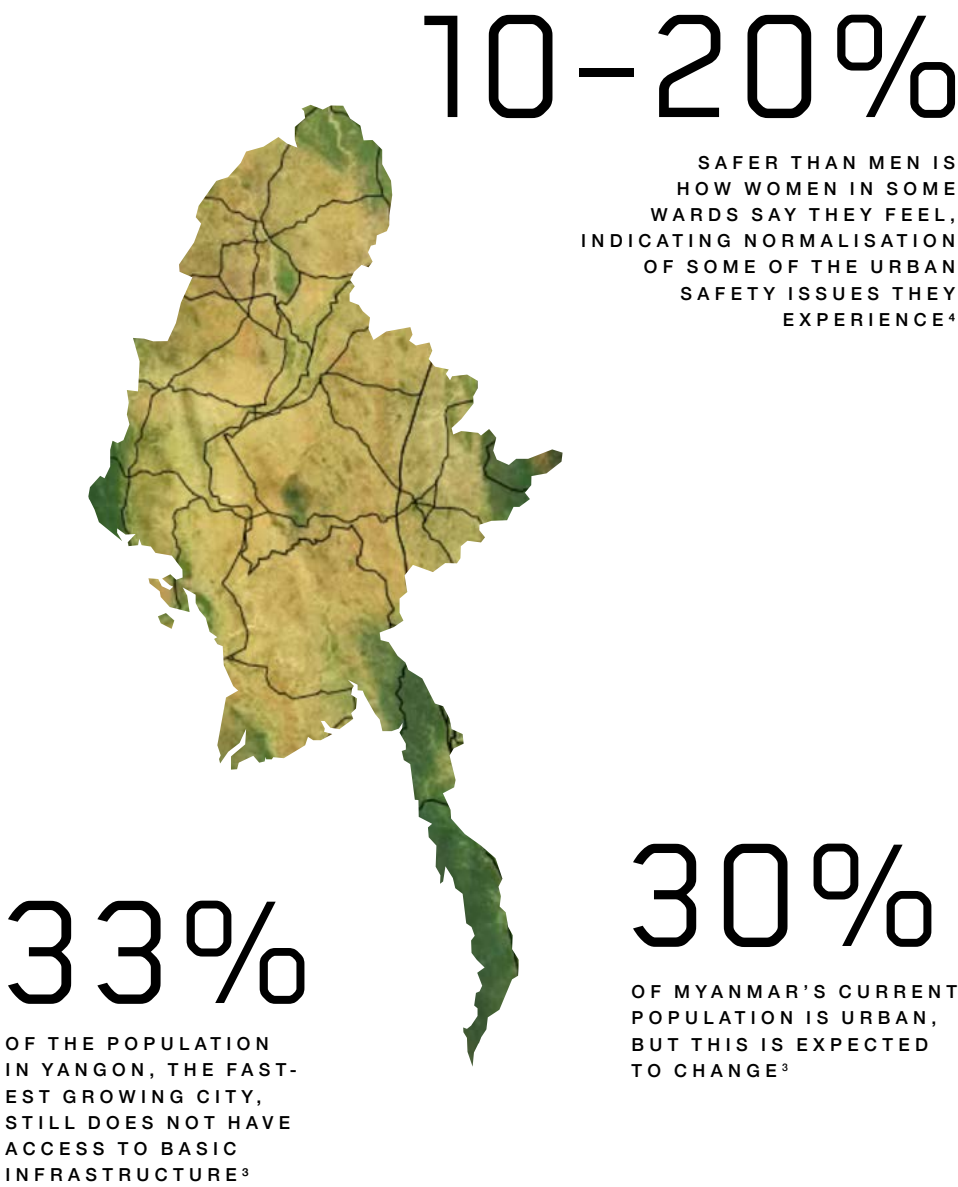 10–20%
SAFER THAN MEN IS
HOW WOMEN IN SOME
WARDS SAY THEY FEEL,
INDICATING NORMALISATION
OF SOME OF THE URBAN
SAFETY ISSUES THEY
EXPERIENCE⁴
33%
OF THE POPULATION
IN YANGON, THE FAST-
EST GROWING CITY,
STILL DOES NOT HAVE
ACCESS TO BASIC
INFRASTRUCTURE³
30%
OF MYANMAR’S CURRENT
POPULATION IS URBAN,
BUT THIS IS EXPECTED
TO CHANGE³